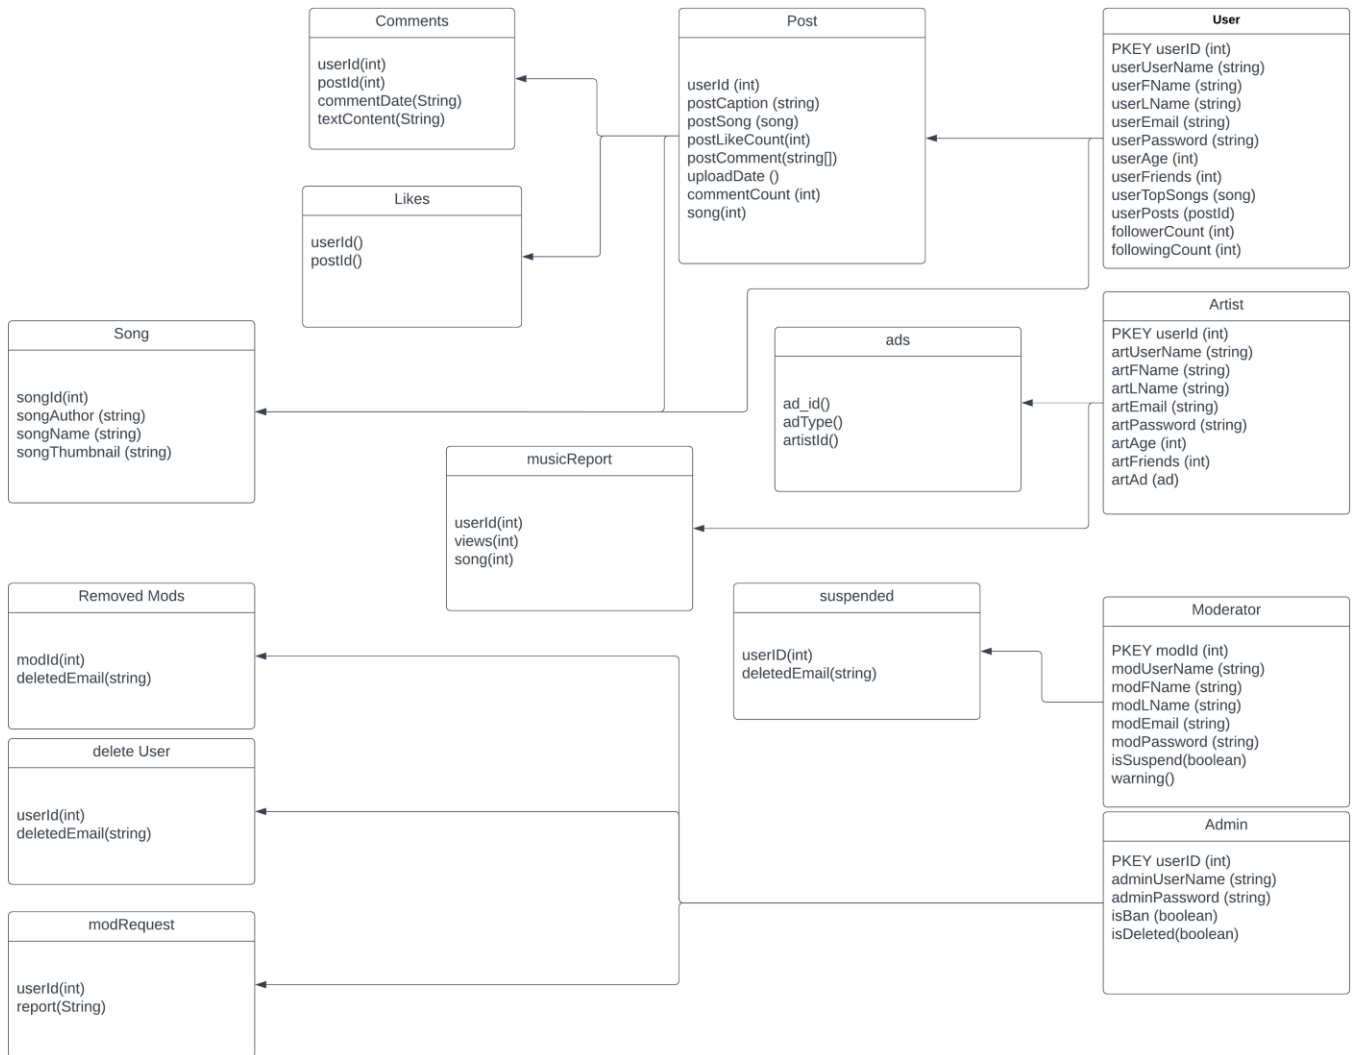 Comments
userId(int)
postId(int)
commentDate(String)
textContent(String)
Post
userId (int)
postCaption (string)
postSong (song)
postLikeCount(int)
postComment(string[])
uploadDate ()
commentCount (int)
song(int)
User
PKEY userID (int)
userUserName (string)
userFName (string)
userLName (string)
userEmail (string)
userPassword (string)
userAge (int)
userFriends (int)
userTopSongs (song)
userPosts (postId)
followerCount (int)
followingCount (int)
Likes
userId()
postId()
Song
songId(int)
songAuthor (string)
songName (string)
songThumbnail (string)
ads
ad_id()
adType()
artistId()
Artist
PKEY userId (int)
artUserName (string)
artFName (string)
artLName (string)
artEmail (string)
artPassword (string)
artAge (int)
artFriends (int)
artAd (ad)
musicReport
userId(int)
views(int)
song(int)
Removed Mods
modId(int)
deletedEmail(string)
suspended
userID(int)
deletedEmail(string)
Moderator
PKEY modId (int)
modUserName (string)
modFName (string)
modLName (string)
modEmail (string)
modPassword (string)
isSuspend(boolean)
warning()
delete User
userId(int)
deletedEmail(string)
Admin
PKEY userID (int)
adminUserName (string)
adminPassword (string)
isBan (boolean)
isDeleted(boolean)
modRequest
userId(int)
report(String)